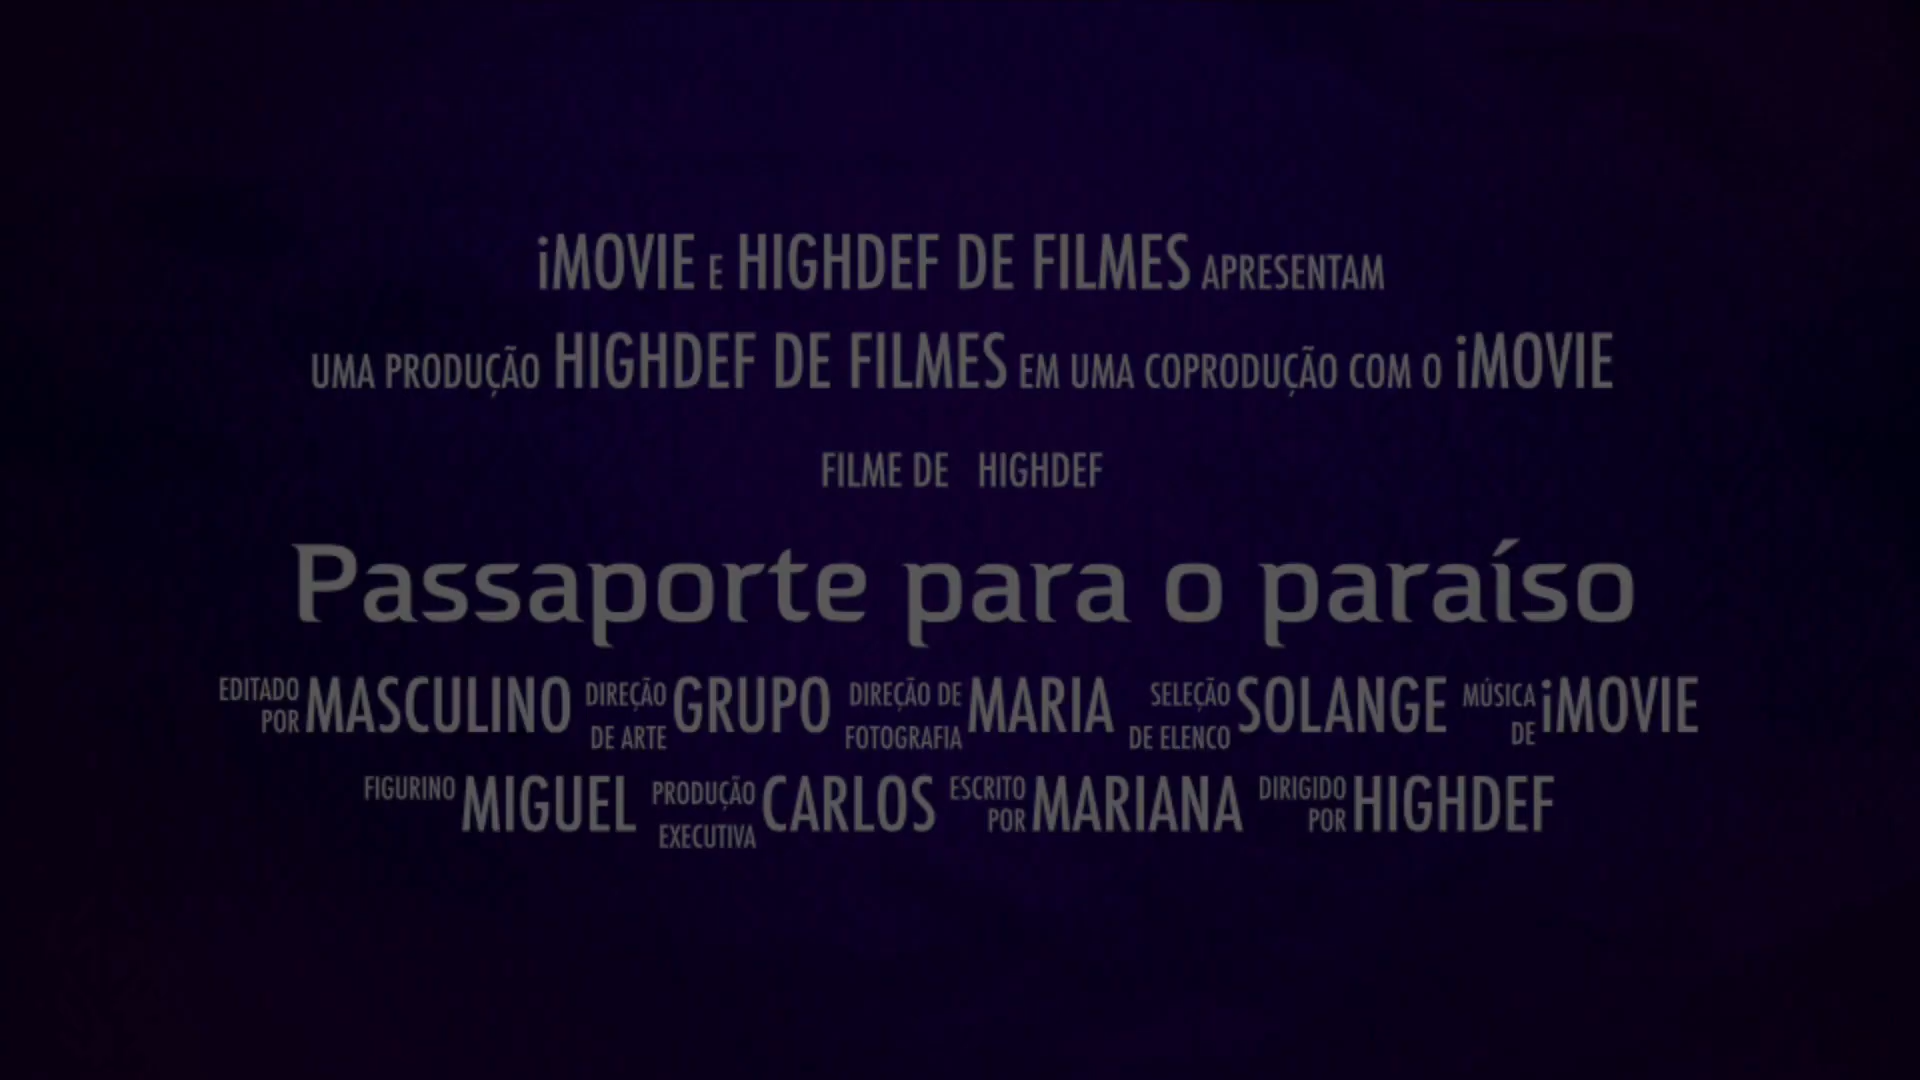 iMOVIE E HIGHDEF DE FILMES APRESENTAM
UMA PRODUÇÃO HIGHDEF DE FILMES EM UMA COPRODUÇÃO COM O iMOVIE
FILME DE HIGHDEF
Passaporte para o paraíso
EDITADO POR MASCULINO DIREÇÃO DE ARTE GRUPO DIREÇÃO DE FOTOGRAFIA MARIA SELEÇÃO DE ELENCO SOLANGE MÚSICA DE iMOVIE
FIGURINO MIGUEL PRODUÇÃO EXECUTIVA CARLOS ESCRITO POR MARIANA DIRIGIDO POR HIGHDEF